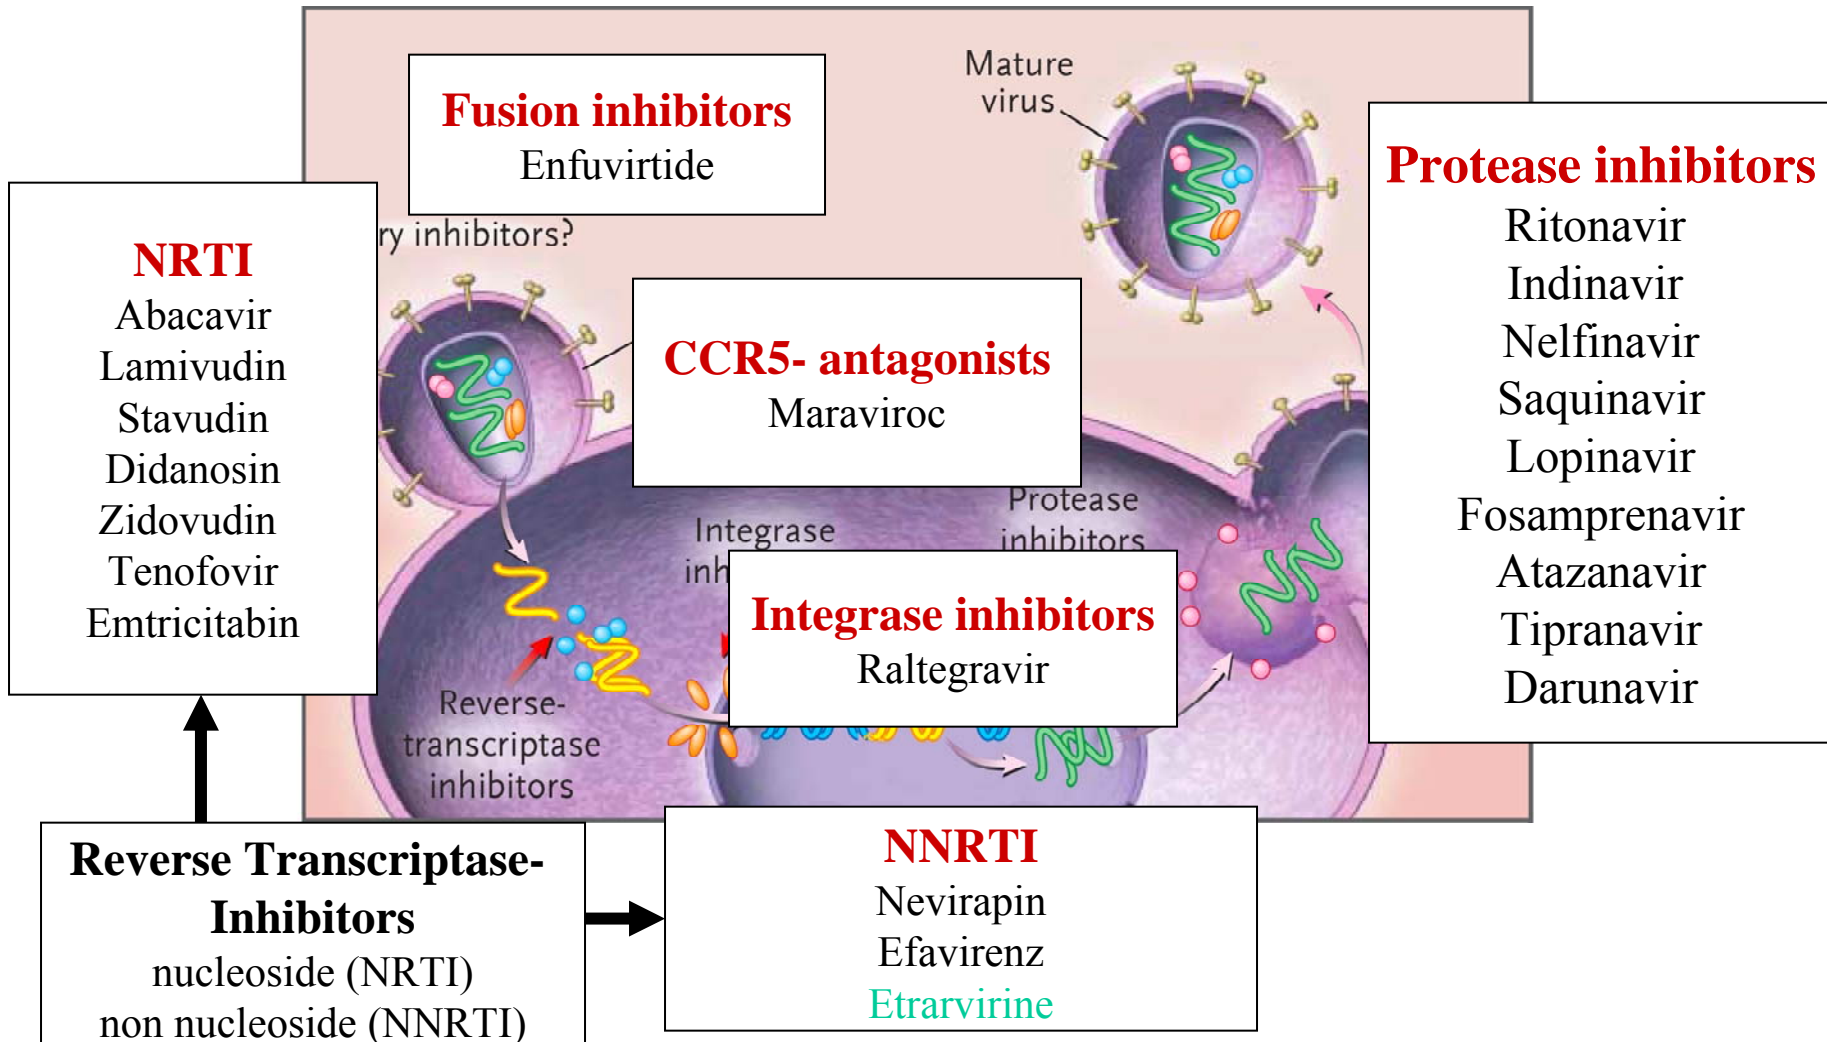 Fusion inhibitors
Enfuvirtide
Mature
virus
Protease inhibitors
Ritonavir
Indinavir
Nelfinavir
Saquinavir
Lopinavir
Fosamprenavir
Atazanavir
Tipranavir
Darunavir
NRTI
Abacavir
Lamivudin
Stavudin
Didanosin
Zidovudin
Tenofovir
Emtricitabin
ry inhibitors?
CCR5- antagonists
Maraviroc
Integrase
inh
Protease
inhibitors
Integrase inhibitors
Raltegravir
Reverse-
transcriptase
inhibitors
Reverse Transcriptase-
Inhibitors
nucleoside (NRTI)
non nucleoside (NNRTI)
NNRTI
Nevirapin
Efavirenz
Etrarvirine